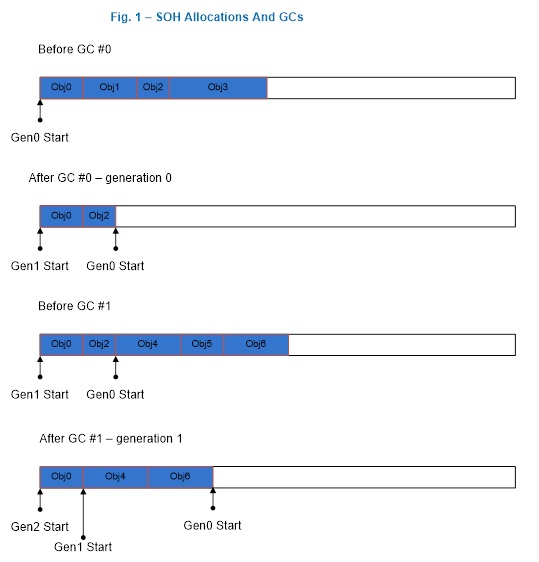 Fig. 1 – SOH Allocations And GCs
Before GC #0
Obj0 Obj1 Obj2 Obj3
Gen0 Start
After GC #0 – generation 0
Obj0 Obj2
Gen1 Start Gen0 Start
Before GC #1
Obj0 Obj2 Obj4 Obj5 Obj6
Gen1 Start Gen0 Start
After GC #1 – generation 1
Obj0 Obj4 Obj6
Gen2 Start Gen0 Start
Gen1 Start